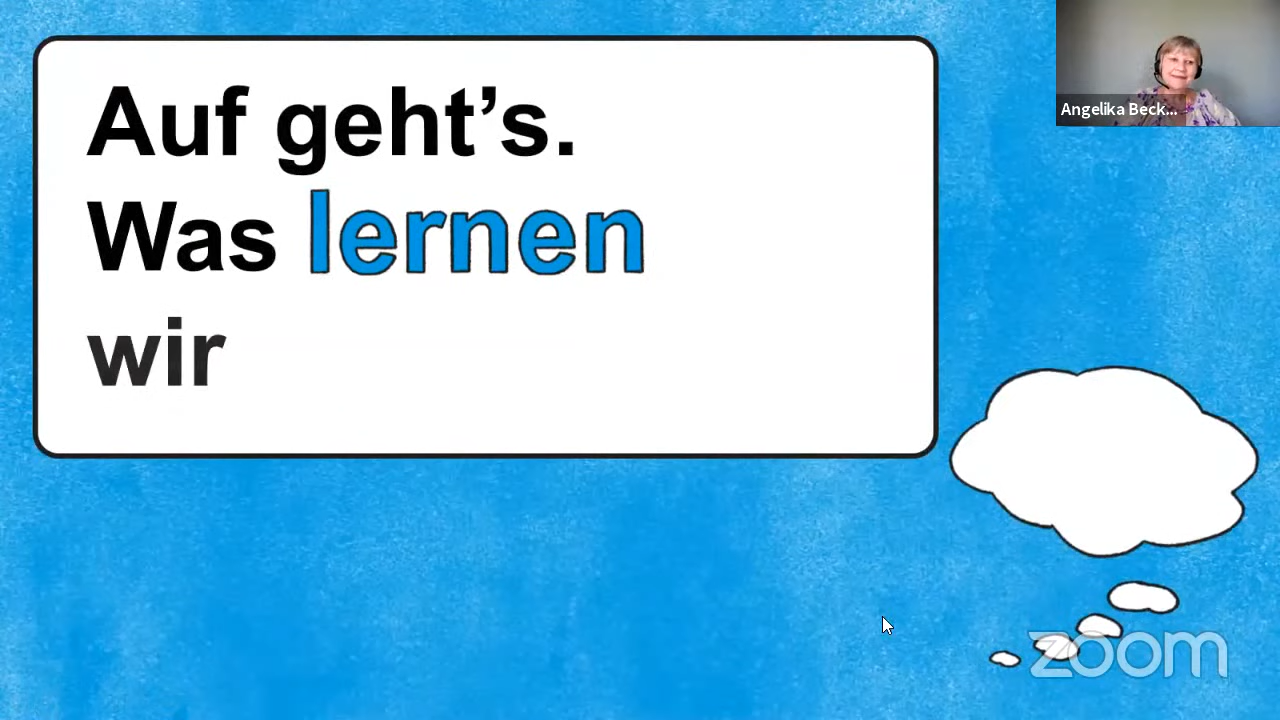 Auf geht’s.
Was lernen
wir
Angelika Beck...
zoom